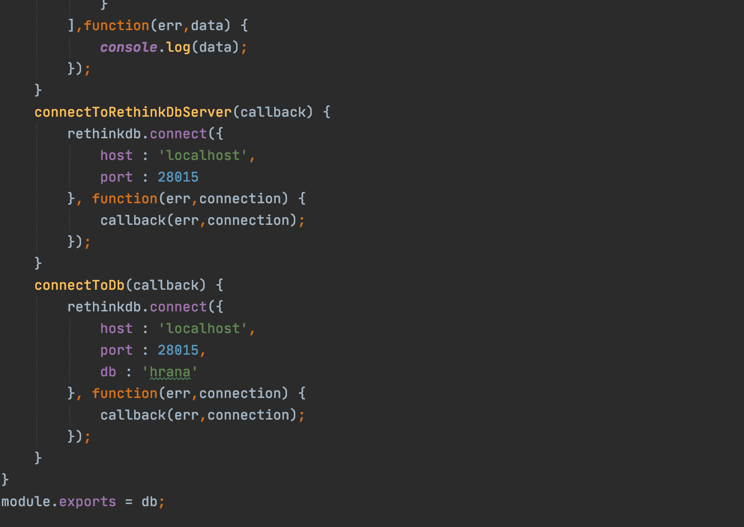 }
],function(err,data) {
console.log(data);
});
}
connectToRethinkDbServer(callback) {
rethinkdb.connect({
host : 'localhost',
port : 28015
}, function(err,connection) {
callback(err,connection);
});
}
connectToDb(callback) {
rethinkdb.connect({
host : 'localhost',
port : 28015,
db : 'hrana'
}, function(err,connection) {
callback(err,connection);
});
}
}
module.exports = db;